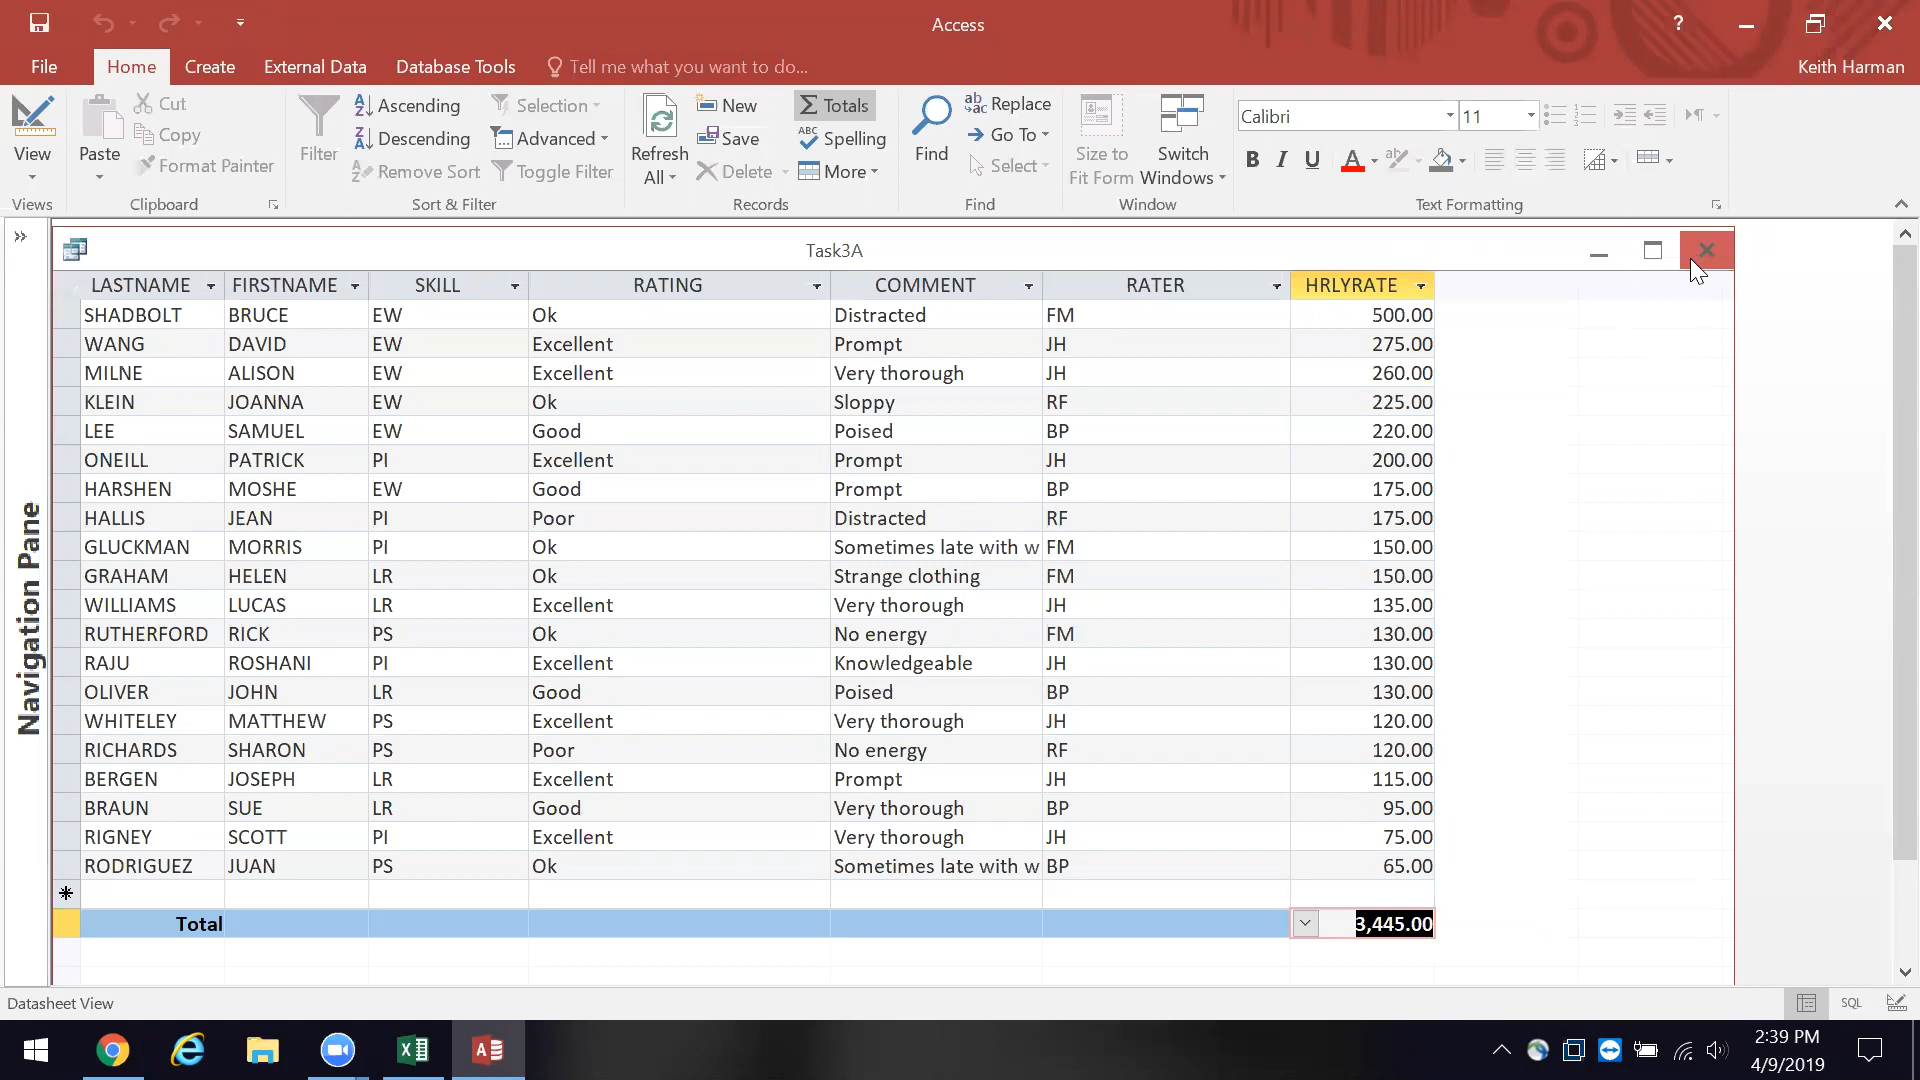 Access
Keith Harman
File Home Create External Data Database Tools Tell me what you want to do...
View
Paste
Cut
Copy
Format Painter
Filter
Ascending
Descending
Remove Sort
Selection
Advanced
Toggle Filter
Refresh All
New
Save
Delete
Totals
Spelling
More
Find
Replace
Go To
Select
Size to Fit Form
Switch Windows
Calibri 11
B I U A
Views Clipboard Sort & Filter Records Find Window Text Formatting
Navigation Pane
Task3A
LASTNAME FIRSTNAME SKILL RATING COMMENT RATER HRLYRATE
SHADBOLT BRUCE EW Ok Distracted FM 500.00
WANG DAVID EW Excellent Prompt JH 275.00
MILNE ALISON EW Excellent Very thorough JH 260.00
KLEIN JOANNA EW Ok Sloppy RF 225.00
LEE SAMUEL EW Good Poised BP 220.00
ONEILL PATRICK PI Excellent Prompt JH 200.00
HARSHEN MOSHE EW Good Prompt BP 175.00
HALLIS JEAN PI Poor Distracted RF 175.00
GLUCKMAN MORRIS PI Ok Sometimes late with w FM 150.00
GRAHAM HELEN LR Ok Strange clothing FM 150.00
WILLIAMS LUCAS LR Excellent Very thorough JH 135.00
RUTHERFORD RICK PS Ok No energy FM 130.00
RAJU ROSHANI PI Excellent Knowledgeable JH 130.00
OLIVER JOHN LR Good Poised BP 130.00
WHITELEY MATTHEW PS Excellent Very thorough JH 120.00
RICHARDS SHARON PS Poor No energy RF 120.00
BERGEN JOSEPH LR Excellent Prompt JH 115.00
BRAUN SUE LR Good Very thorough BP 95.00
RIGNEY SCOTT PI Excellent Very thorough JH 75.00
RODRIGUEZ JUAN PS Ok Sometimes late with w BP 65.00
Total 3,445.00
Datasheet View SQL
2:39 PM
4/9/2019